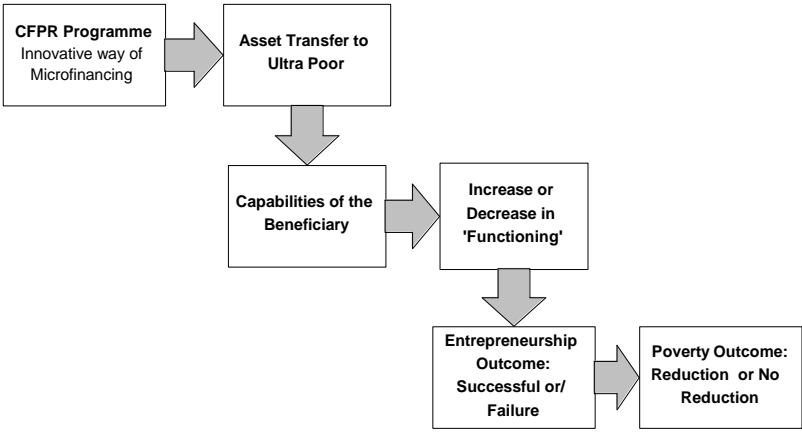 CFPR Programme
Innovative way of
Microfinancing
Asset Transfer to
Ultra Poor
Capabilities of the
Beneficiary
Increase or
Decrease in
'Functioning'
Entrepreneurship
Outcome:
Successful or/
Failure
Poverty Outcome:
Reduction or No
Reduction